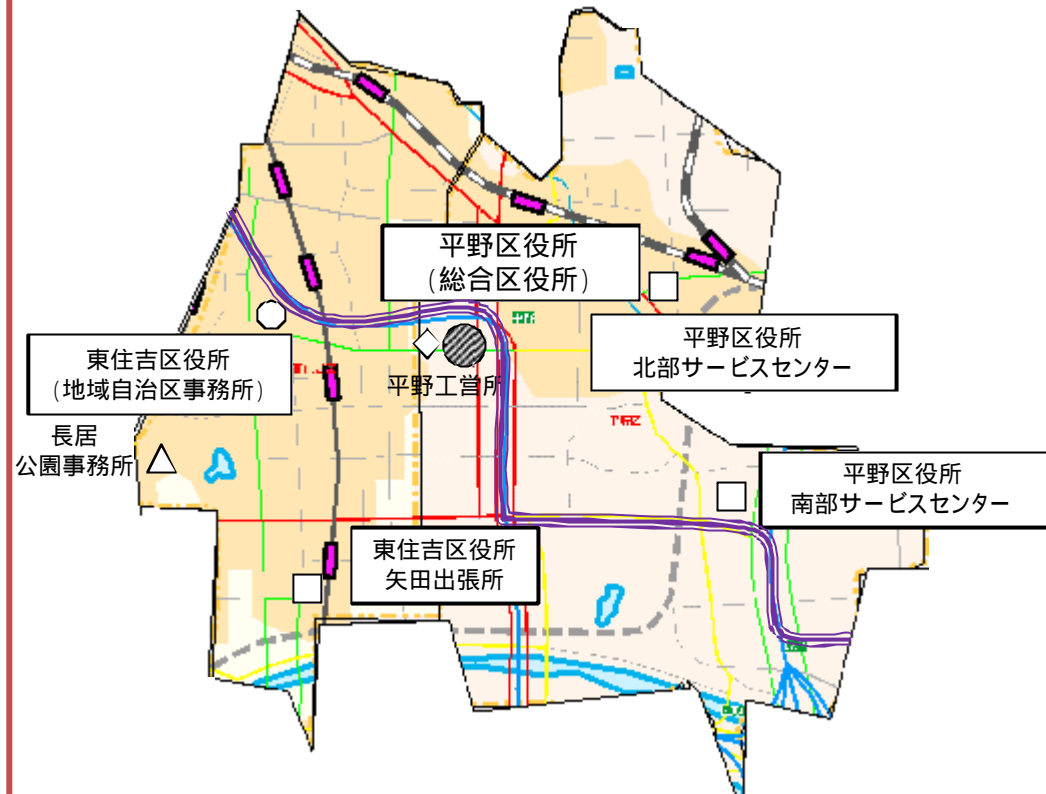 平野区役所
（総合区役所）
平野区役所
北部サービスセンター
東住吉区役所
（地域自治区事務所）
平野工営所
長居
公園事務所
平野区役所
南部サービスセンター
東住吉区役所
矢田出張所